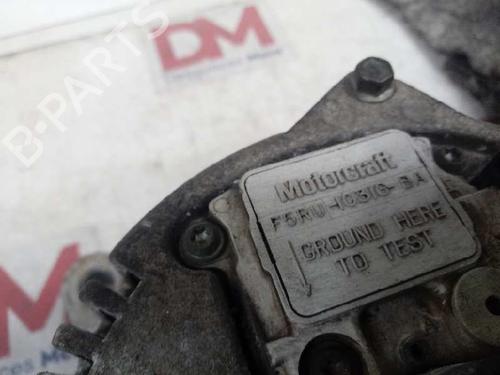 B-PARTS
DM
Motorcraft
F5RU-10316-BA
GROUND HERE
TO TEST